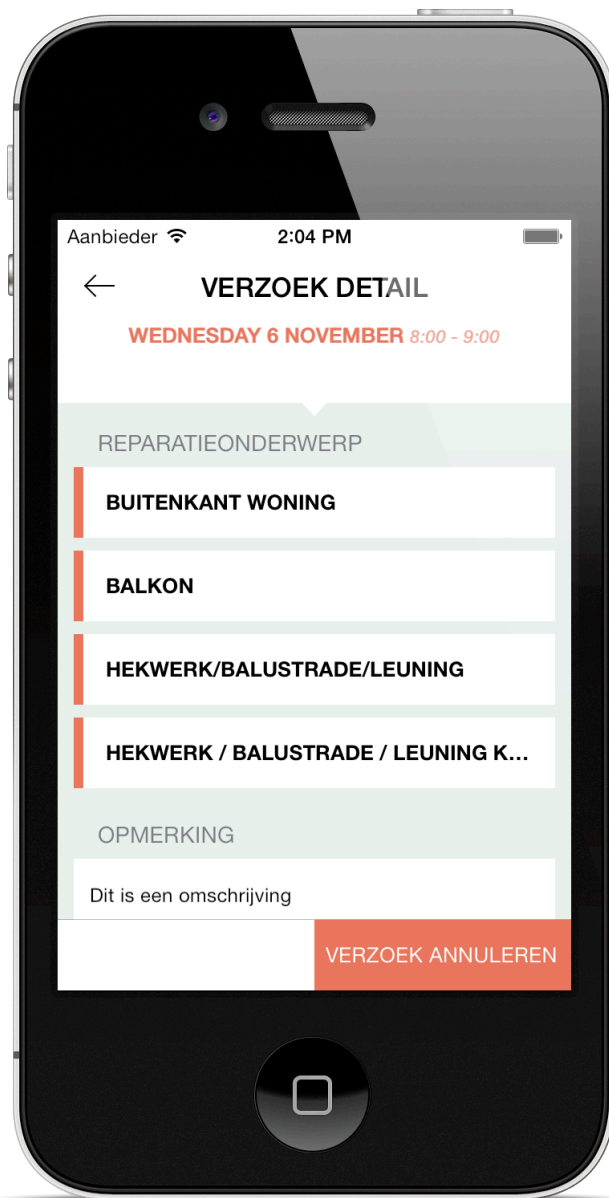 Aanbieder 2:04 PM
VERZOEK DETAIL
WEDNESDAY 6 NOVEMBER 8:00 - 9:00
REPARATIEONDERWERP
BUITENKANT WONING
BALKON
HEKWERK/BALUSTRADE/LEUNING
HEKWERK / BALUSTRADE / LEUNING K...
OPMERKING
Dit is een omschrijving
VERZOEK ANNULEREN